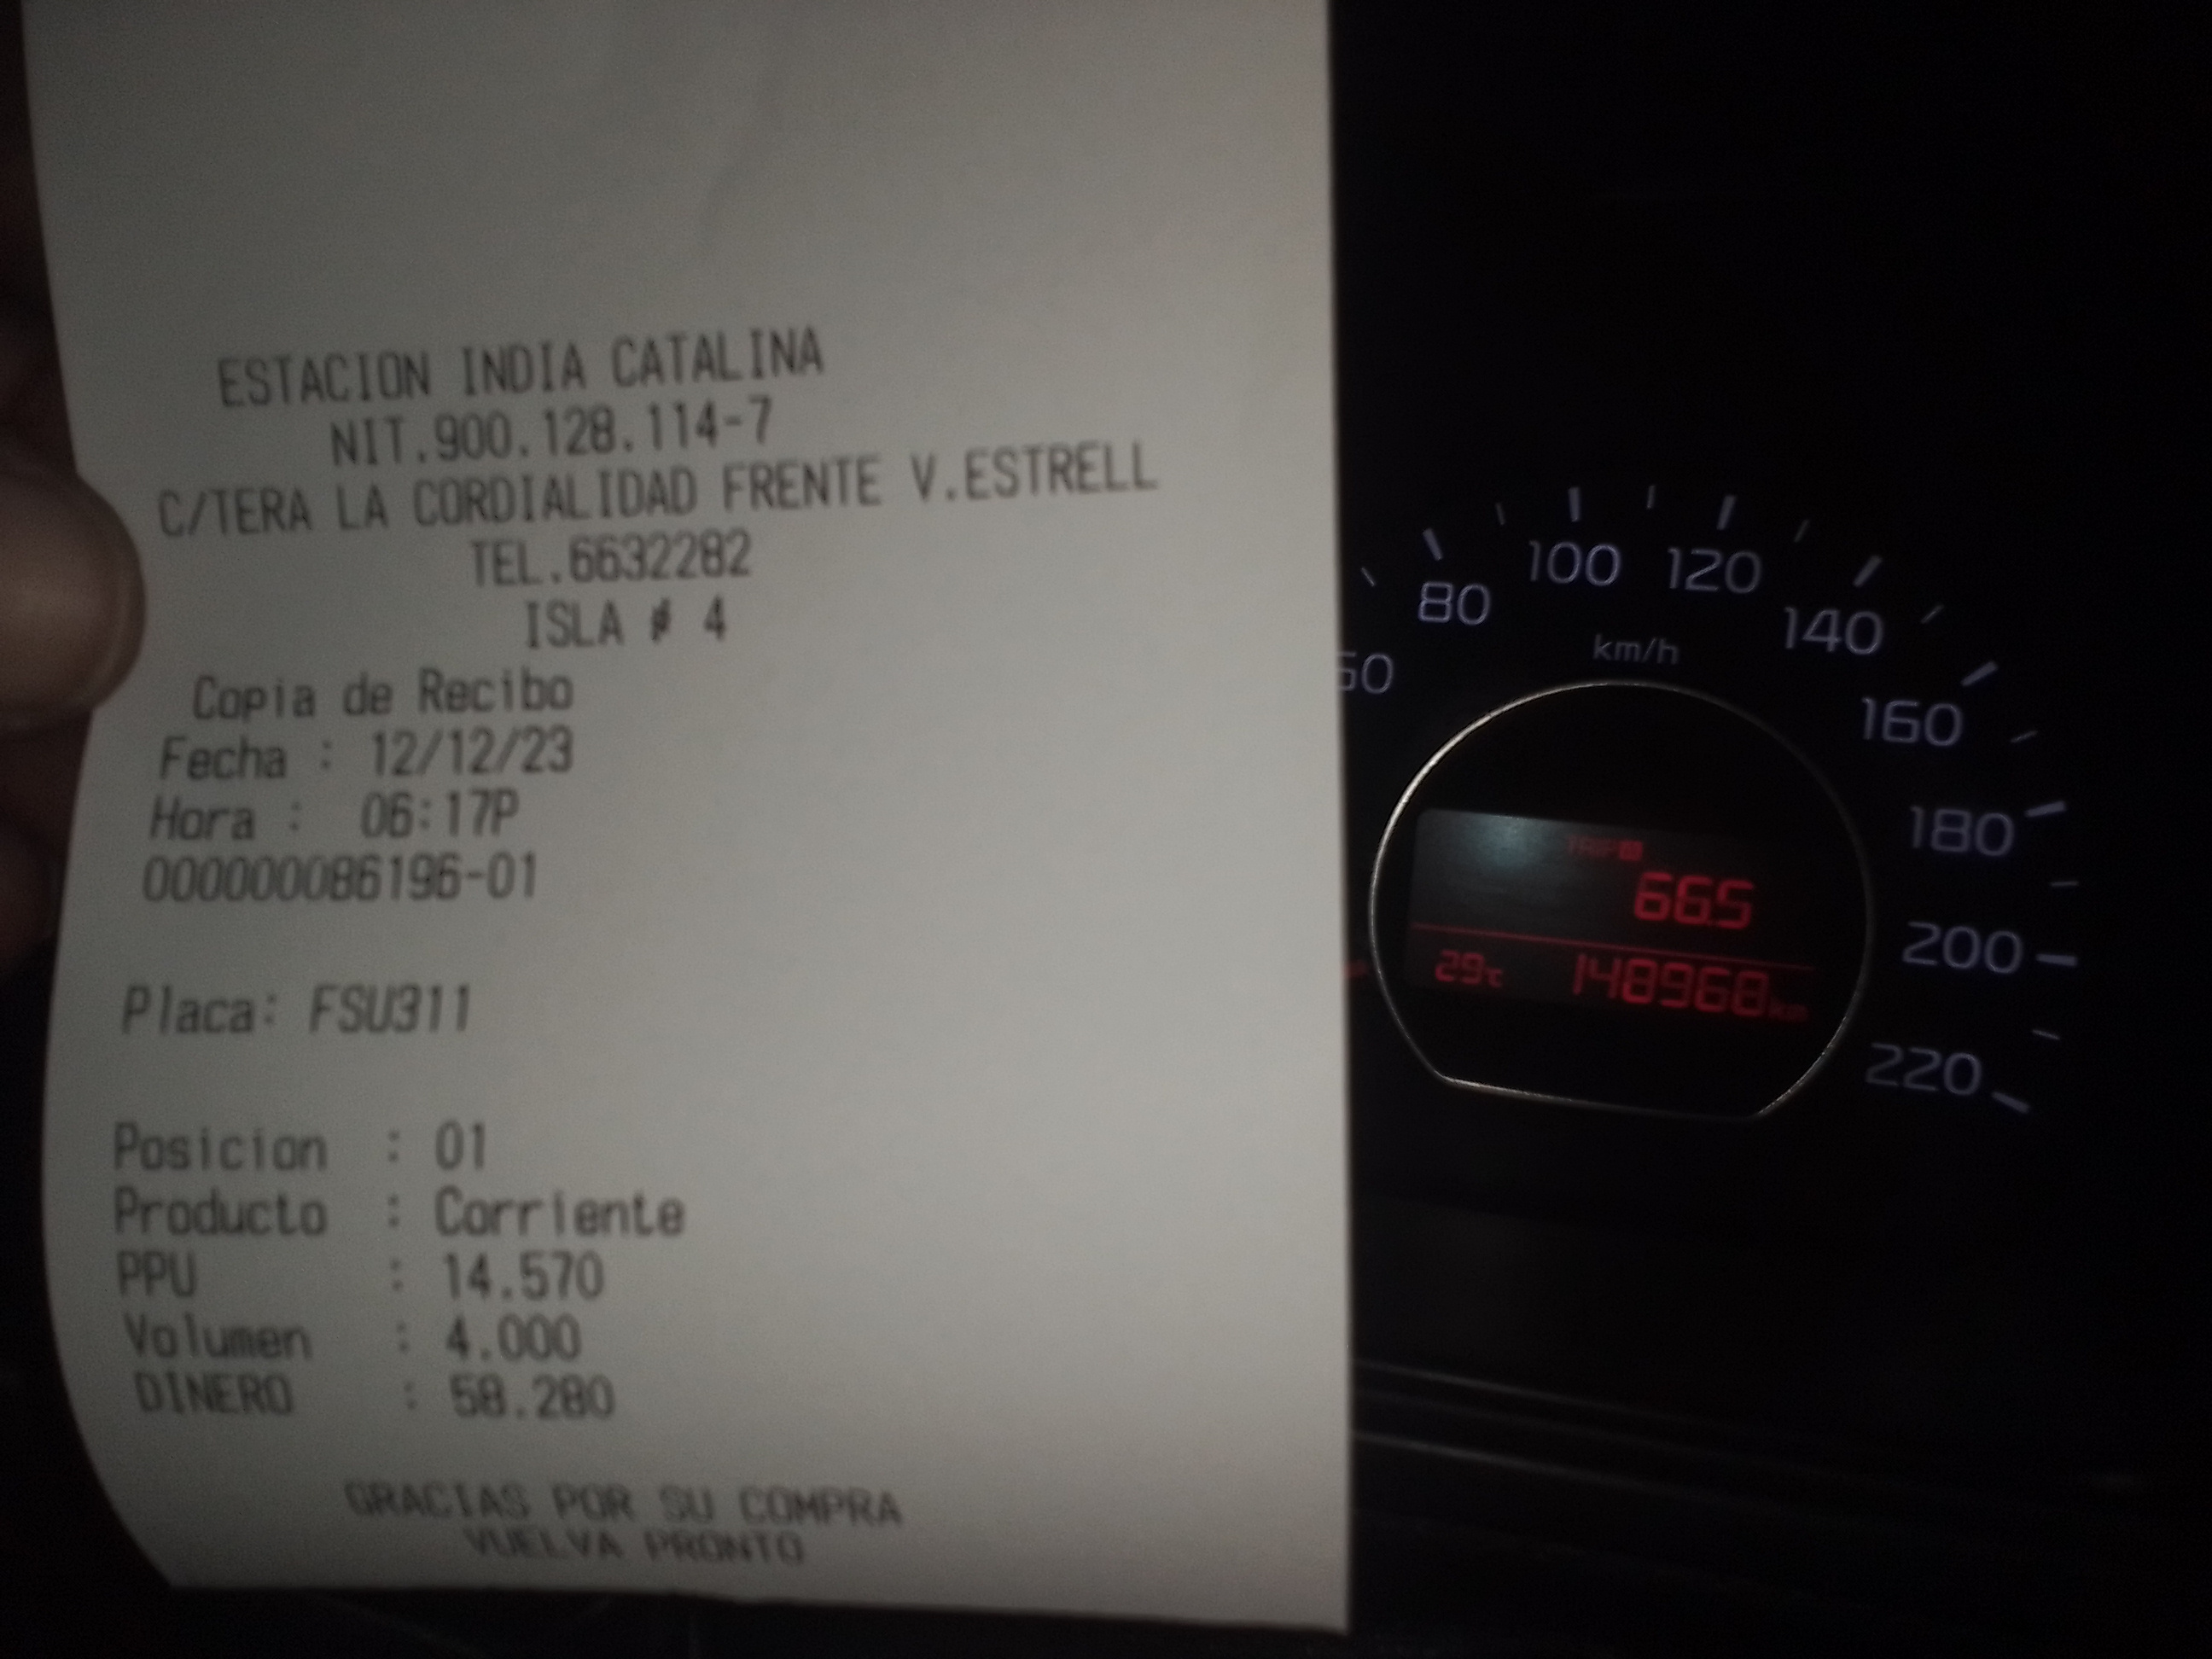 ESTACION INDIA CATALINA
NIT.900.128.114-7
C/TERA LA CORDIALIDAD FRENTE V.ESTRELL
TEL.6632282
ISLA # 4
Copia de Recibo
Fecha : 12/12/23
Hora : 06:17P
000000086196-01
Placa: FSU311
Posicion : 01
Producto : Corriente
PPU : 14.570
Volumen : 4.000
DINERO : 58.280
GRACIAS POR SU COMPRA
VUELVA PRONTO
80
100
120
140
160
180
200
220
km/h
TRIP
66.5
29℃ 148968km